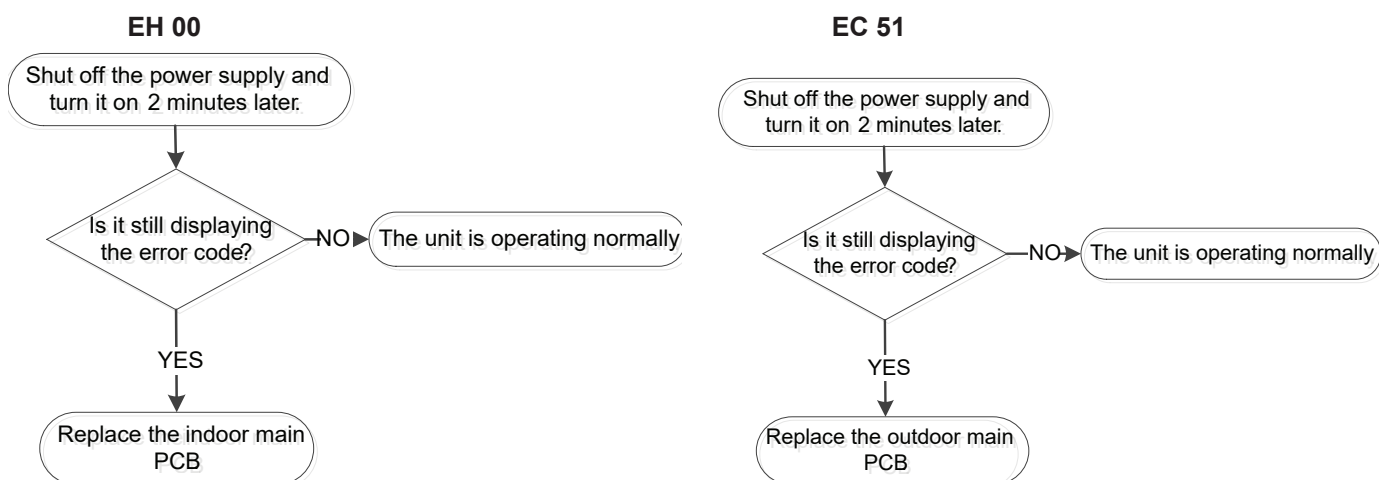 EH 00
Shut off the power supply and
turn it on 2 minutes later.
Is it still displaying
the error code?
NO
The unit is operating normally
YES
Replace the indoor main
PCB
EC 51
Shut off the power supply and
turn it on 2 minutes later.
Is it still displaying
the error code?
NO
The unit is operating normally
YES
Replace the outdoor main
PCB